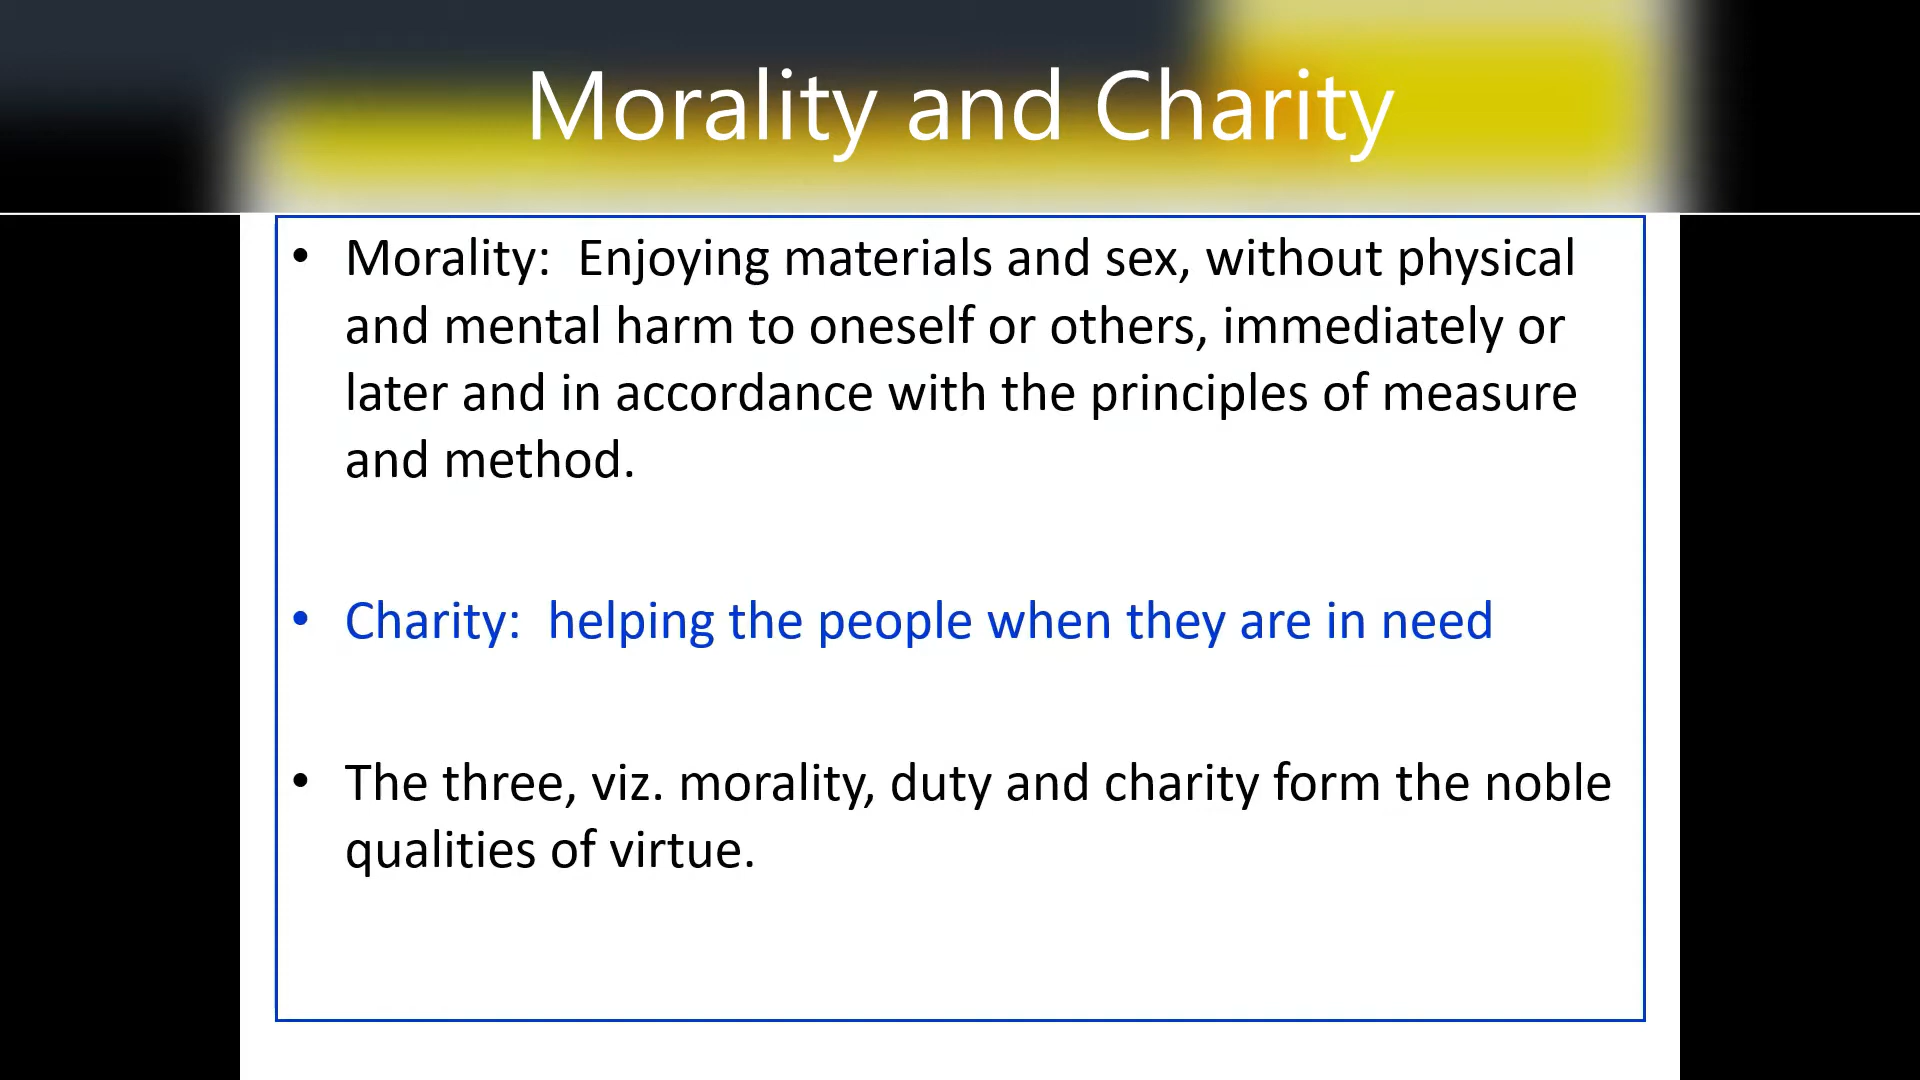 Morality and Charity
• Morality:  Enjoying materials and sex, without physical
and mental harm to oneself or others, immediately or
later and in accordance with the principles of measure
and method.
• Charity:  helping the people when they are in need
• The three, viz. morality, duty and charity form the noble
qualities of virtue.